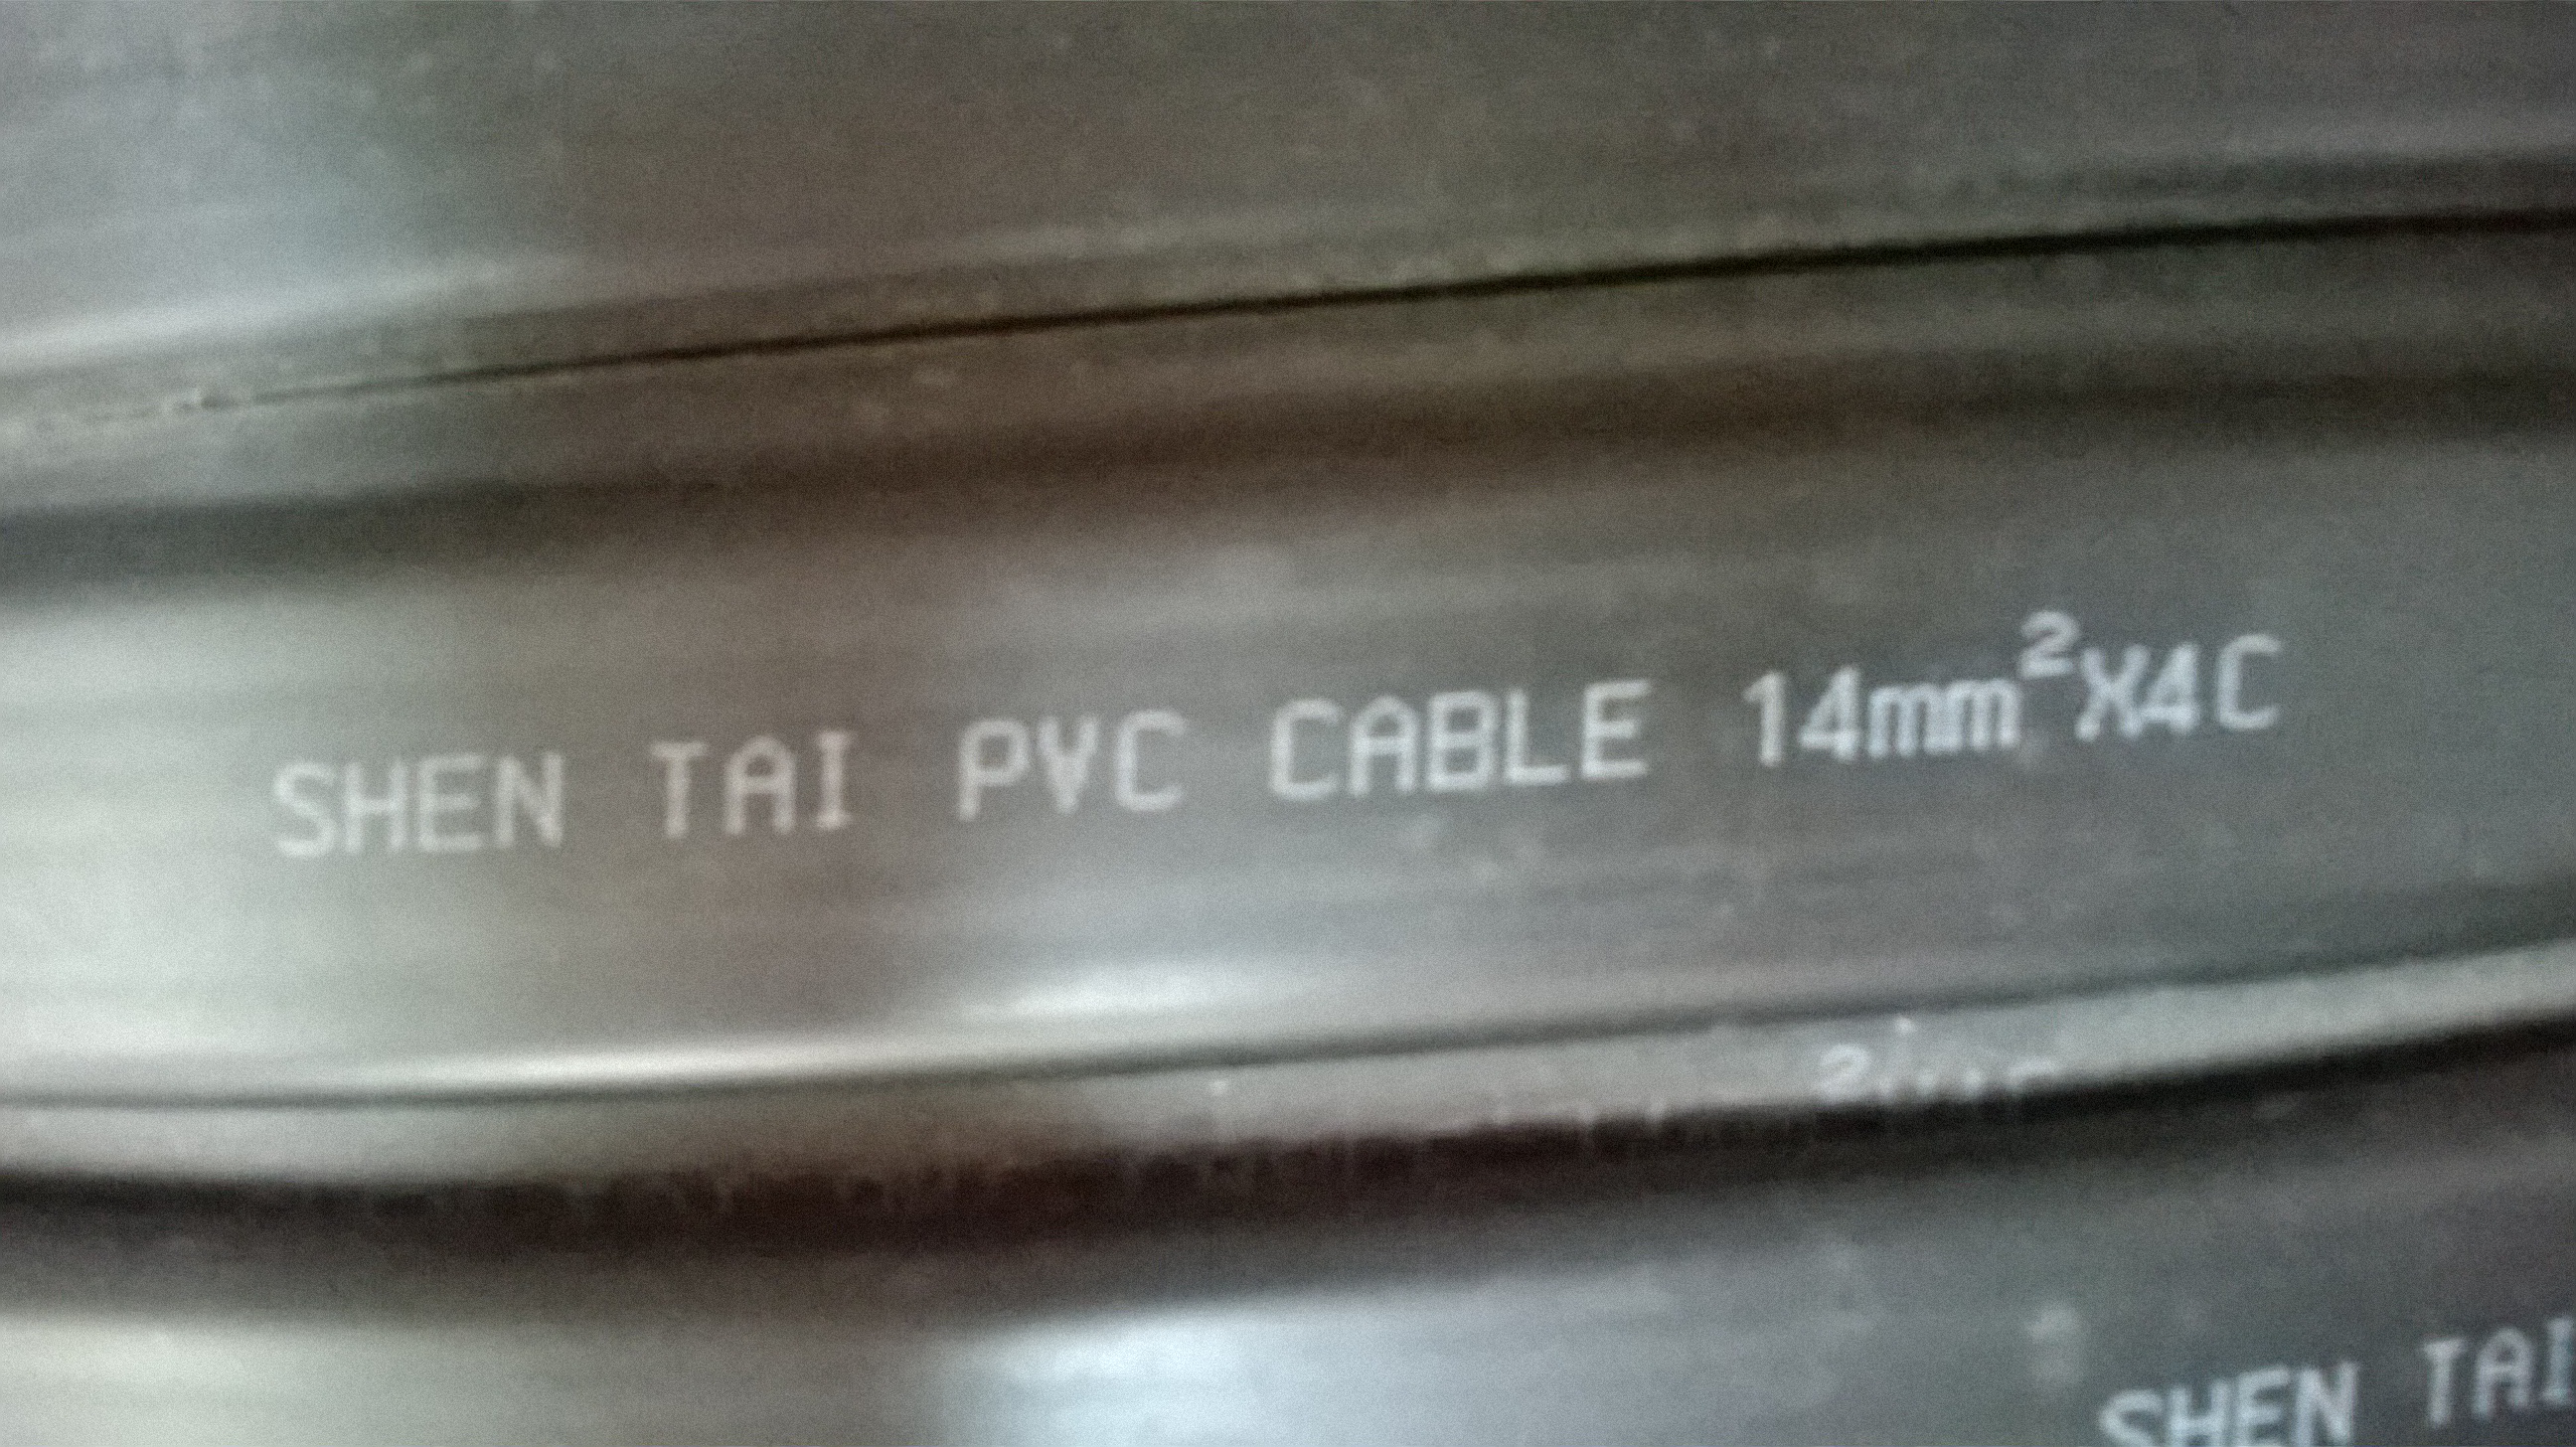 SHEN TAI PVC CABLE 14mm²X4C
SHEN TAI